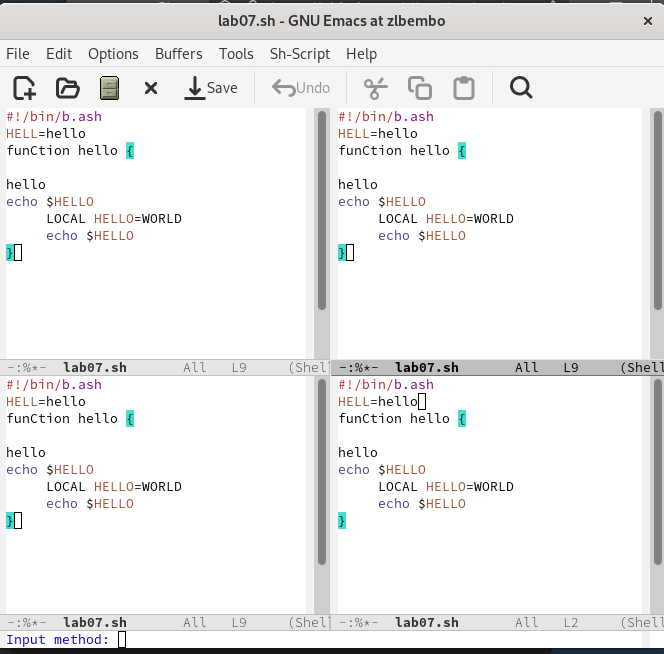 lab07.sh - GNU Emacs at zlbembo
File Edit Options Buffers Tools Sh-Script Help
Save Undo
#!/bin/b.ash
HELL=hello
funCtion hello {
hello
echo $HELLO
LOCAL HELLO=WORLD
echo $HELLO
}
-:%*- lab07.sh All L9 (Shell
#!/bin/b.ash
HELL=hello
funCtion hello {
hello
echo $HELLO
LOCAL HELLO=WORLD
echo $HELLO
}
-:%*- lab07.sh All L9 (Shell
#!/bin/b.ash
HELL=hello
funCtion hello {
hello
echo $HELLO
LOCAL HELLO=WORLD
echo $HELLO
}
-:%*- lab07.sh All L9 (Shell
#!/bin/b.ash
HELL=hello
funCtion hello {
hello
echo $HELLO
LOCAL HELLO=WORLD
echo $HELLO
}
-:%*- lab07.sh All L2 (Shell
Input method: